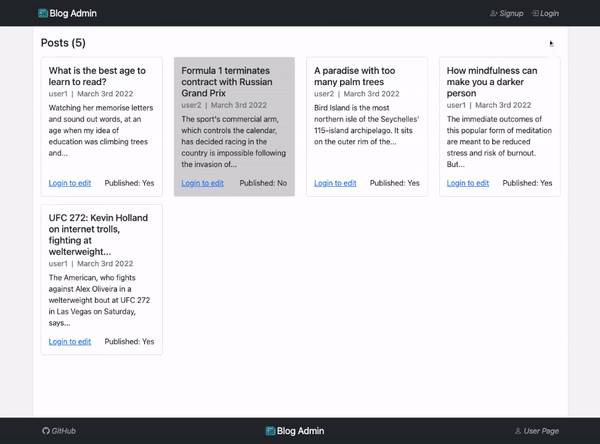 Blog Admin
Signup
Login
Posts (5)
What is the best age to
learn to read?
user1 | March 3rd 2022
Watching her memorise letters
and sound out words, at an
age when my idea of
education was climbing trees
and...
Login to edit
Published: Yes
Formula 1 terminates
contract with Russian
Grand Prix
user2 | March 3rd 2022
The sport's commercial arm,
which controls the calendar,
has decided racing in the
country is impossible following
the invasion of...
Login to edit
Published: No
A paradise with too
many palm trees
user2 | March 3rd 2022
Bird Island is the most
northern isle of the Seychelles'
115-island archipelago. It sits
on the outer rim of the...
Login to edit
Published: Yes
How mindfulness can
make you a darker
person
user1 | March 3rd 2022
The immediate outcomes of
this popular form of meditation
are meant to be reduced
stress and risk of burnout.
But...
Login to edit
Published: Yes
UFC 272: Kevin Holland
on internet trolls,
fighting at
welterweight...
user1 | March 3rd 2022
The American, who fights
against Alex Oliveira in a
welterweight bout at UFC 272
in Las Vegas on Saturday,
says...
Login to edit
Published: Yes
GitHub
Blog Admin
User Page